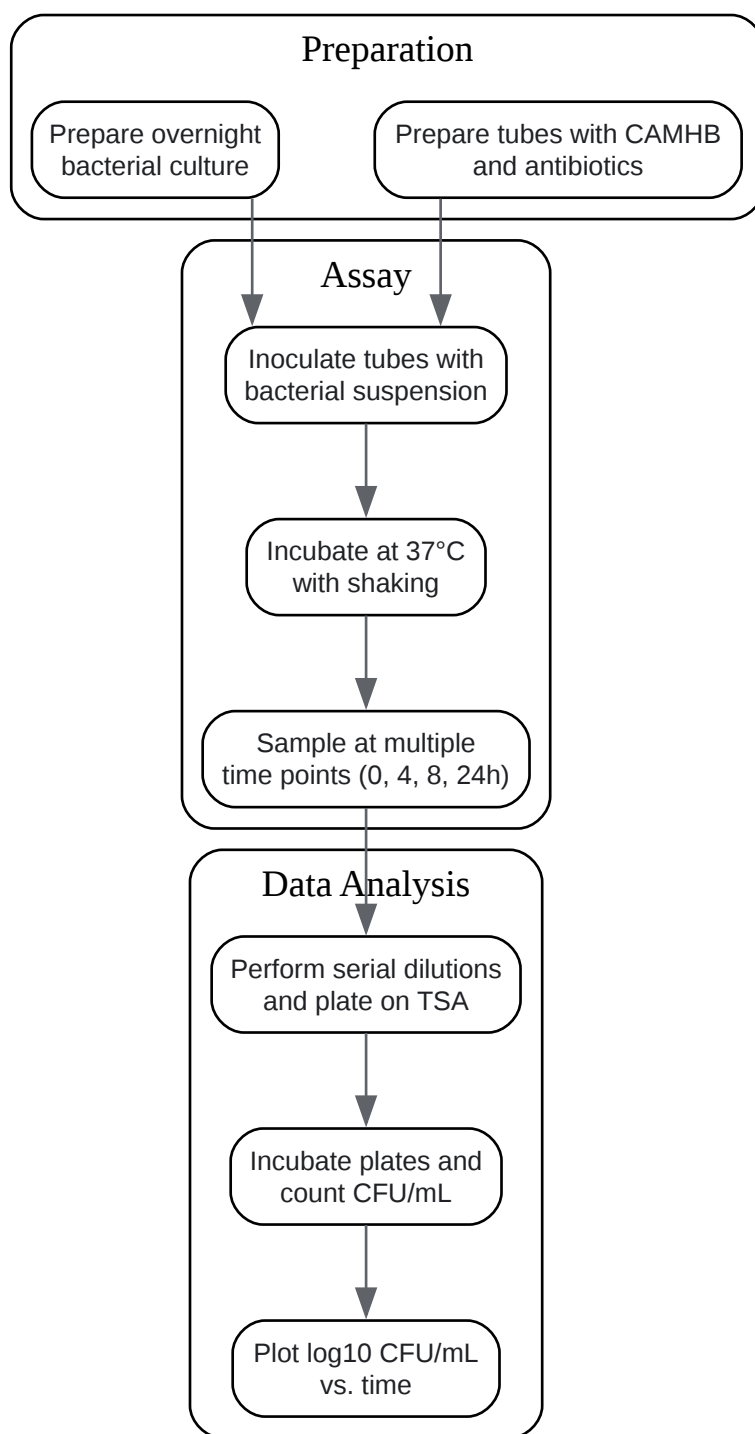 Preparation
Prepare overnight
bacterial culture
Prepare tubes with CAMHB
and antibiotics
Assay
Inoculate tubes with
bacterial suspension
Incubate at 37°C
with shaking
Sample at multiple
time points (0, 4, 8, 24h)
Data Analysis
Perform serial dilutions
and plate on TSA
Incubate plates and
count CFU/mL
Plot log10 CFU/mL
vs. time